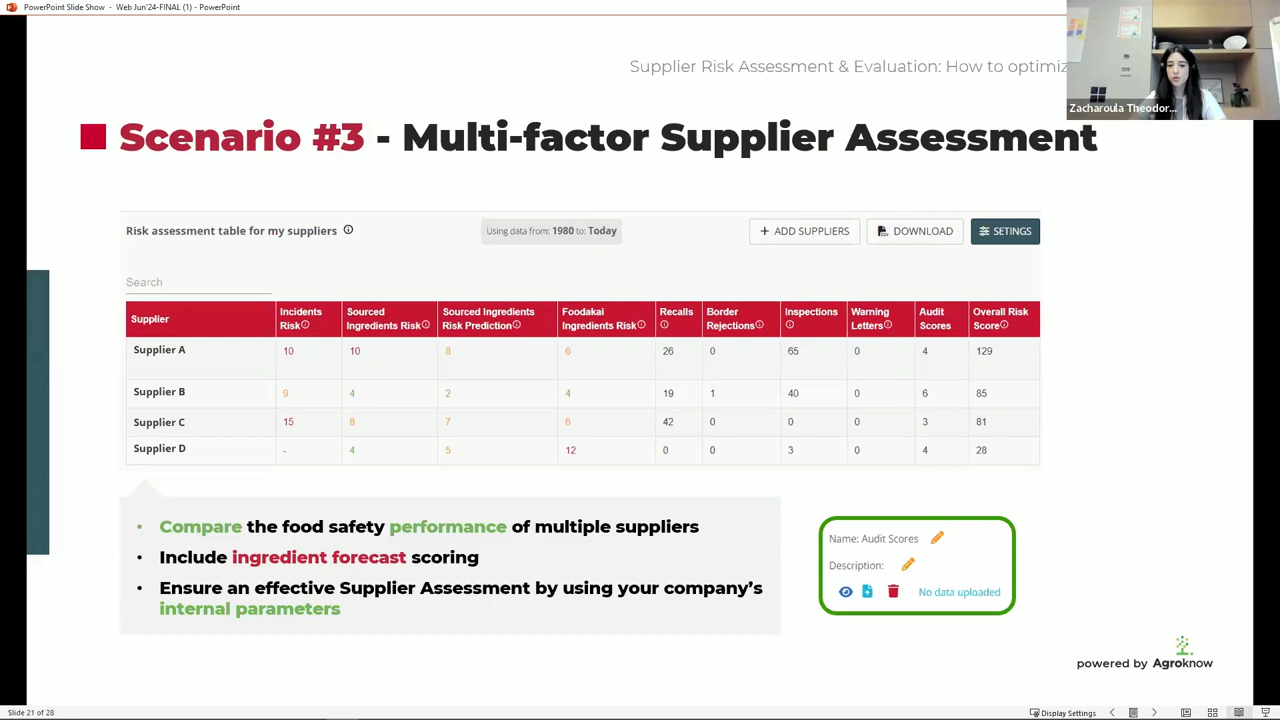 PowerPoint Slide Show - Web Jun'24-FINAL (1) - PowerPoint
Supplier Risk Assessment & Evaluation: How to optimiz
Zacharoula Theodor...
Scenario #3 - Multi-factor Supplier Assessment
Risk assessment table for my suppliers
Using data from: 1980 to: Today
+ ADD SUPPLIERS
DOWNLOAD
SETINGS
Search
Supplier Incidents Risk Sourced Ingredients Risk Sourced Ingredients Risk Prediction Foodakai Ingredients Risk Recalls Border Rejections Inspections Warning Letters Audit Scores Overall Risk Score
Supplier A 10 10 8 6 26 0 65 0 4 129
Supplier B 9 4 2 4 19 1 40 0 6 85
Supplier C 15 8 7 6 42 0 0 0 3 81
Supplier D - 4 5 12 0 0 3 0 4 28
• Compare the food safety performance of multiple suppliers
• Include ingredient forecast scoring
• Ensure an effective Supplier Assessment by using your company's
internal parameters
Name: Audit Scores
Description:
No data uploaded
powered by Agroknow
Slide 21 of 28
Display Settings